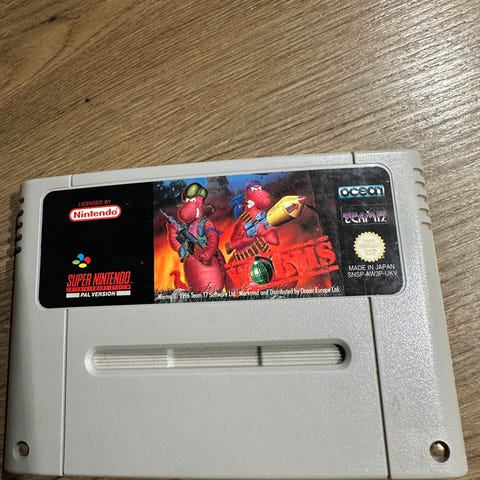 LICENSED BY
Nintendo
SUPER NINTENDO
ENTERTAINMENT SYSTEM
PAL VERSION
Worms © 1996 Team 17 Software Ltd. Marketed and Distributed by Ocean Europe Ltd.
ocean
TEAM17
MADE IN JAPAN
SNSP-AW3P-UKV